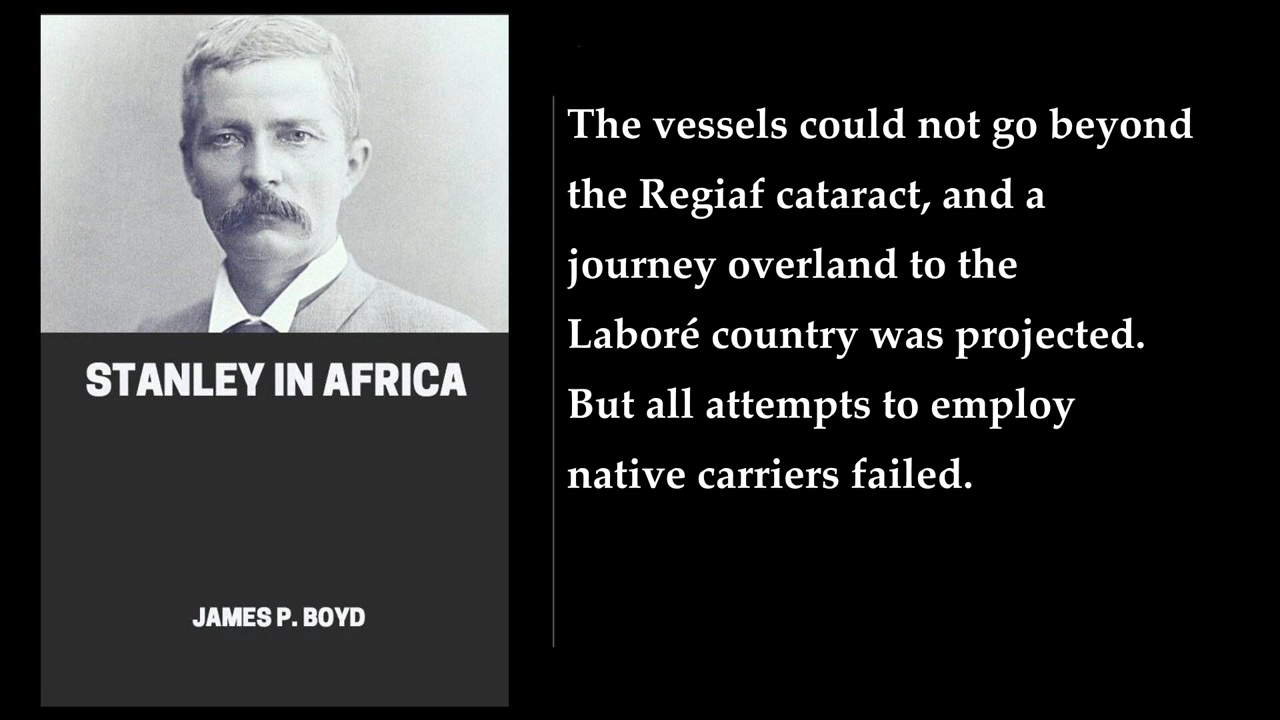 STANLEY IN AFRICA
JAMES P. BOYD
The vessels could not go beyond
the Regiaf cataract, and a
journey overland to the
Laboré country was projected.
But all attempts to employ
native carriers failed.